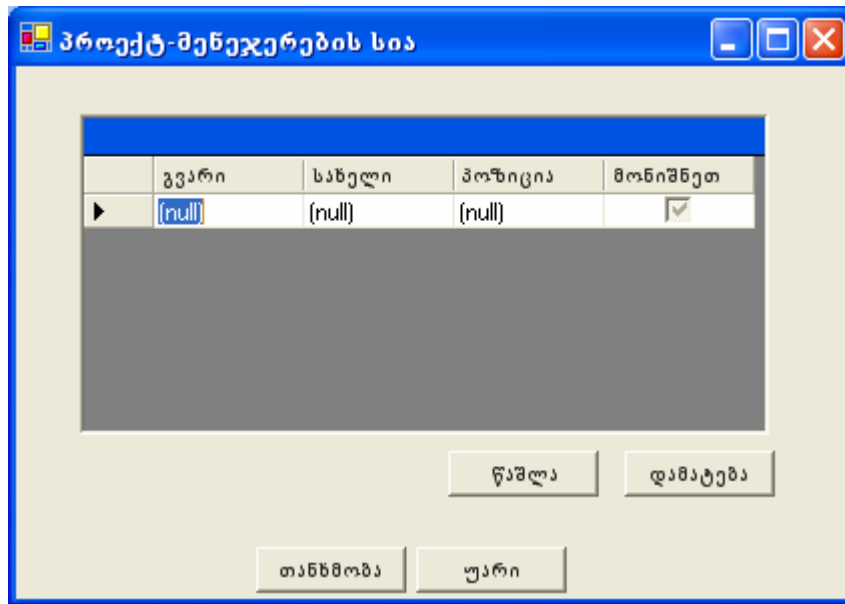 პროექტ-მენეჯერების სია
გვარი სახელი პოზიცია მონიშნეთ
(null) (null) (null)
წაშლა დამატება
თანხმობა უარი